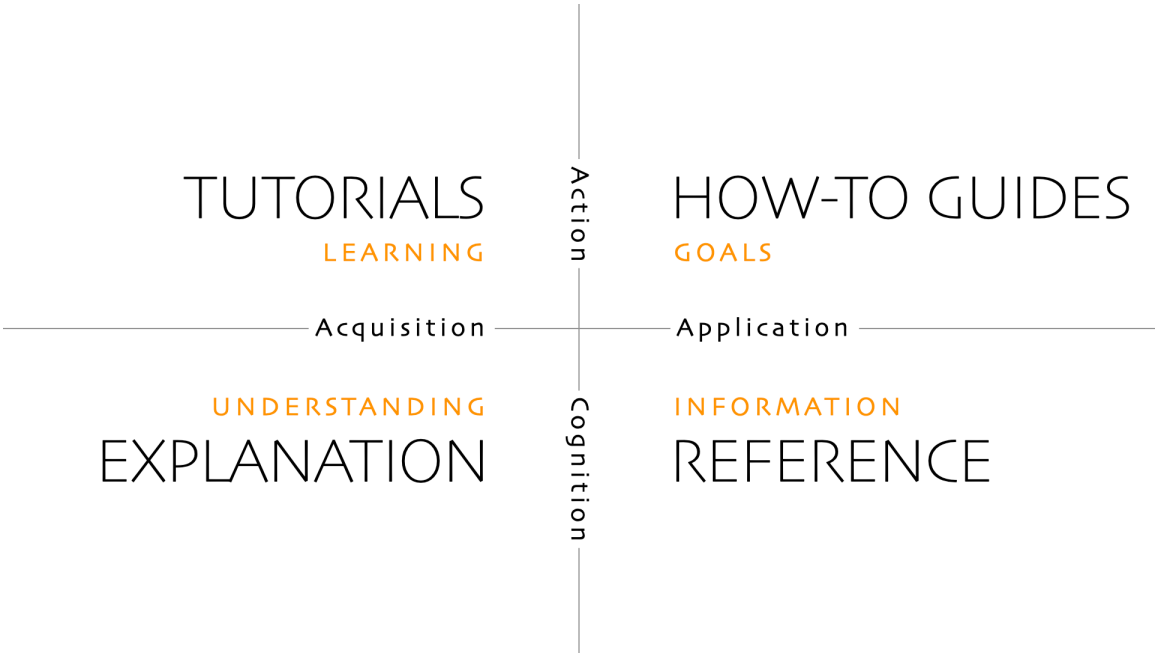 TUTORIALS
LEARNING
Action
HOW-TO GUIDES
GOALS
Acquisition
Application
UNDERSTANDING
EXPLANATION
Cognition
INFORMATION
REFERENCE